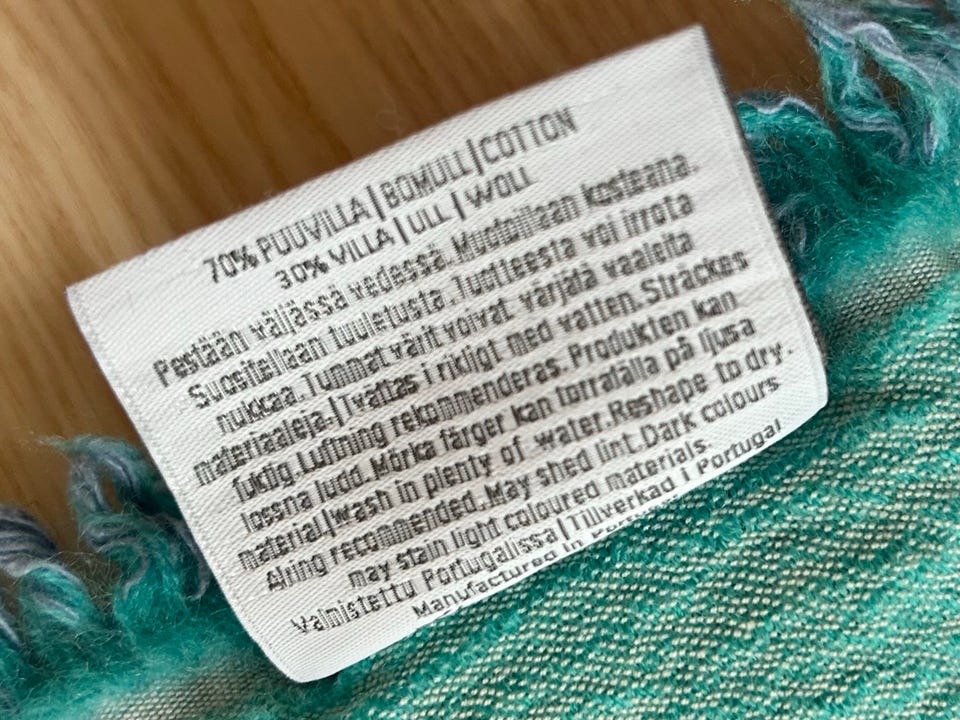 70% PUUVILLA|BOMULL|COTTON
30% VILLA|ULL|WOLL
Pestään väljässä vedessä. Muotoillaan kosteana.
Suositellaan tuuletusta. Tuotteesta voi irrota
nukkaa. Tummat värit voivat värjätä vaaleita
materiaaleja.|Tvättas i rikligt med vatten. Sträckes
fuktig. Luftning rekommenderas. Produkten kan
lossna ludd. Mörka färger kan förrafälla på ljusa
material|wash in plenty of water. Reshape to dry.
Airing recommended. May shed lint. Dark colours
may stain light coloured materials.
Valmistettu Portugalissa|Tillverkad i Portugal
Manufactured in